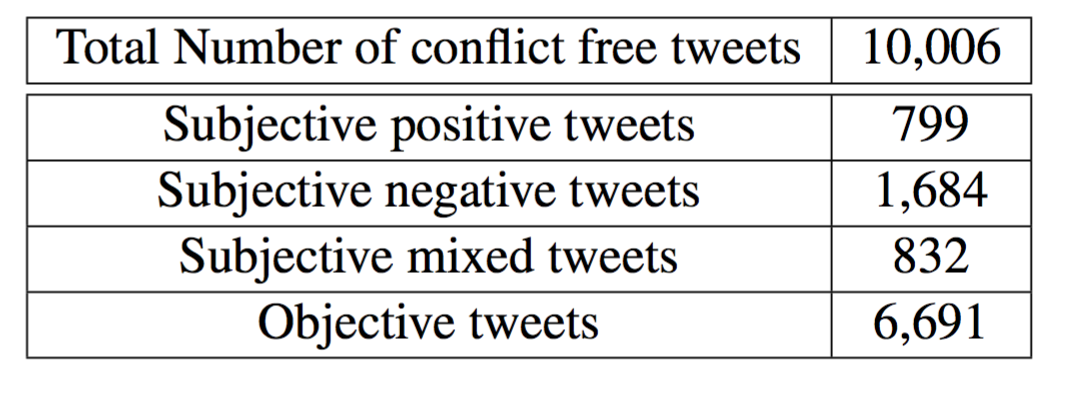 Total Number of conflict free tweets 10,006
Subjective positive tweets 799
Subjective negative tweets 1,684
Subjective mixed tweets 832
Objective tweets 6,691